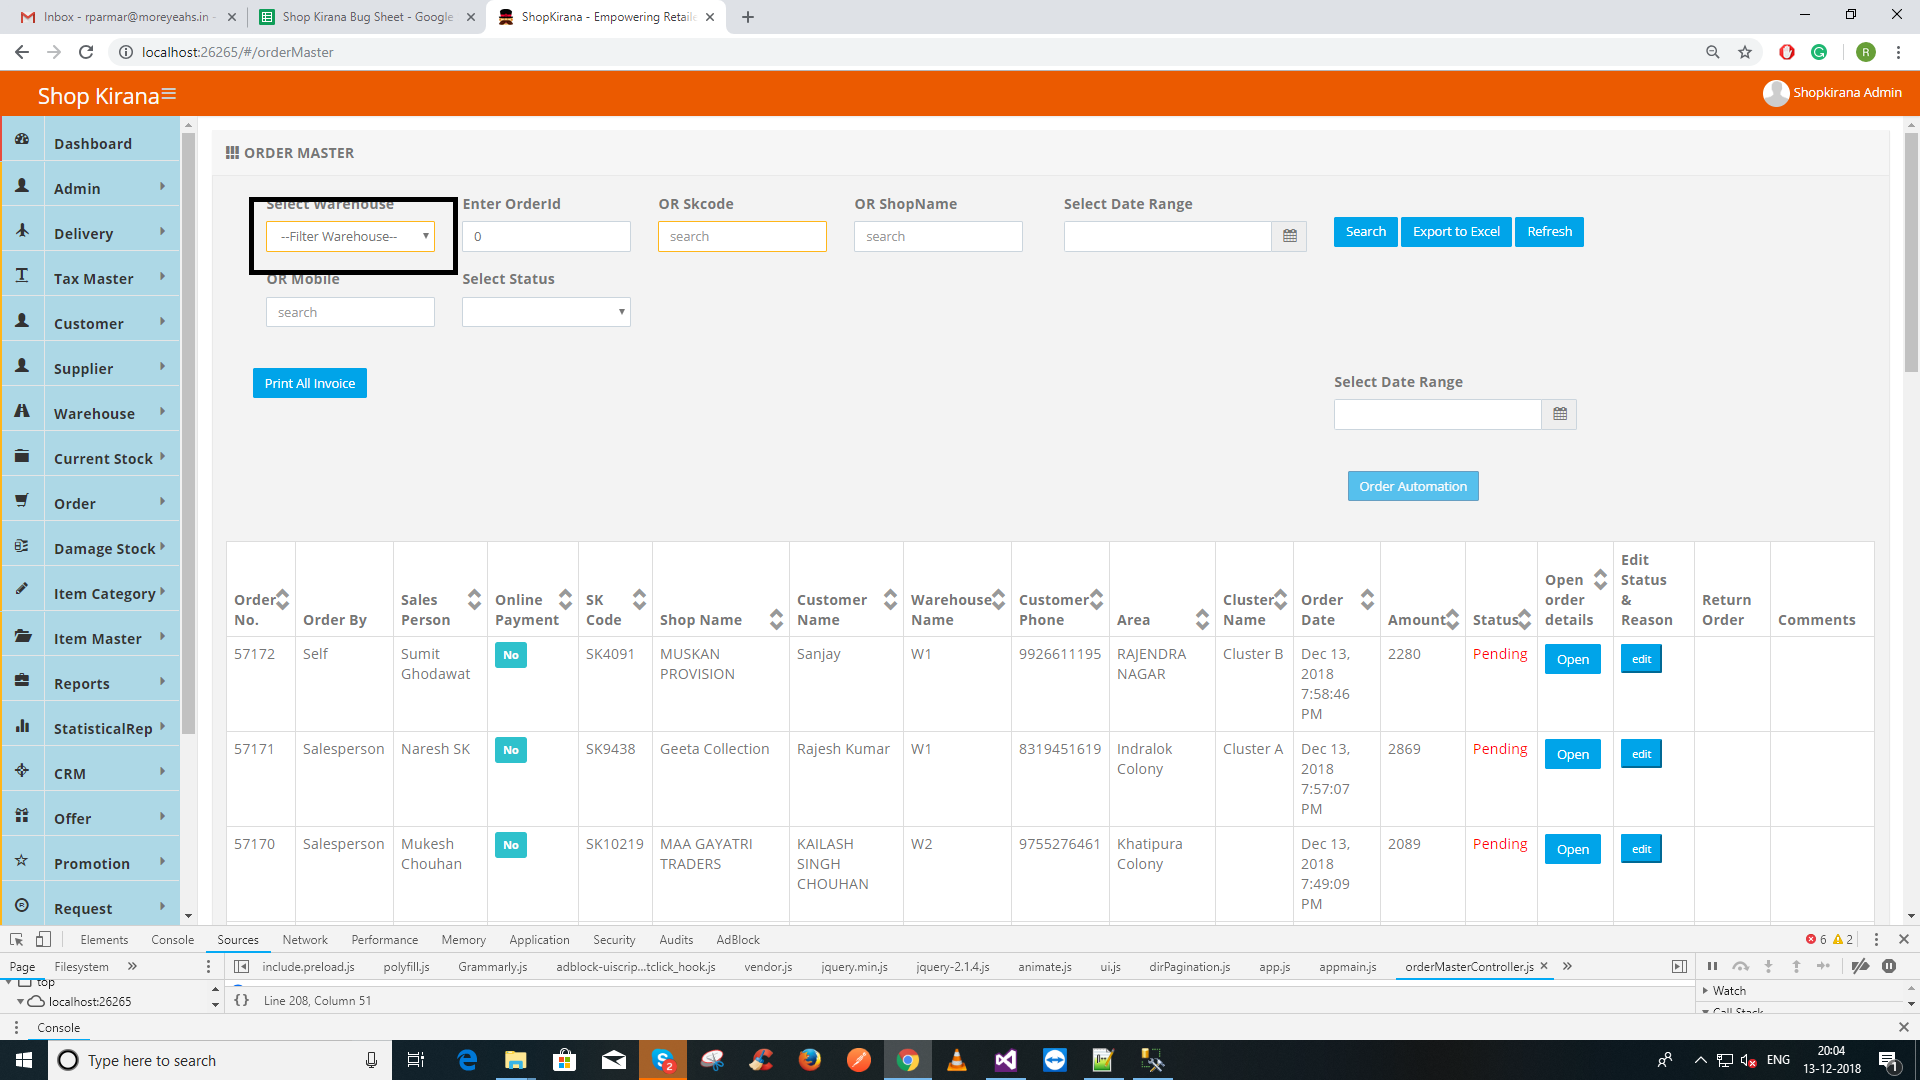 Inbox - rparmar@moreyeahs.in -
Shop Kirana Bug Sheet - Google
ShopKirana - Empowering Retaile
localhost:26265/#/orderMaster
R
Shop Kirana
Shopkirana Admin
Dashboard
Admin
Delivery
Tax Master
Customer
Supplier
Warehouse
Current Stock
Order
Damage Stock
Item Category
Item Master
Reports
StatisticalRep
CRM
Offer
Promotion
Request
ORDER MASTER
Select Warehouse Enter OrderId OR Skcode OR ShopName Select Date Range
--Filter Warehouse-- 0 search search Search Export to Excel Refresh
OR Mobile Select Status
search
Print All Invoice
Select Date Range
Order Automation
Order No. Order By Sales Person Online Payment SK Code Shop Name Customer Name Warehouse Name Customer Phone Area Cluster Name Order Date Amount Status Open order details Edit Status & Reason Return Order Comments
57172 Self Sumit Ghodawat No SK4091 MUSKAN PROVISION Sanjay W1 9926611195 RAJENDRA NAGAR Cluster B Dec 13, 2018 7:58:46 PM 2280 Pending Open edit
57171 Salesperson Naresh SK No SK9438 Geeta Collection Rajesh Kumar W1 8319451619 Indralok Colony Cluster A Dec 13, 2018 7:57:07 PM 2869 Pending Open edit
57170 Salesperson Mukesh Chouhan No SK10219 MAA GAYATRI TRADERS KAILASH SINGH CHOUHAN W2 9755276461 Khatipura Colony Dec 13, 2018 7:49:09 PM 2089 Pending Open edit
Elements Console Sources Network Performance Memory Application Security Audits AdBlock 6 2
Page Filesystem » include.preload.js polyfill.js Grammarly.js adblock-uiscrip...tclick_hook.js vendor.js jquery.min.js jquery-2.1.4.js animate.js ui.js dirPagination.js app.js appmain.js orderMasterController.js »
top
localhost:26265
{} Line 208, Column 51
Watch
Call Stack
Console
Type here to search
2
ENG
20:04
13-12-2018
1